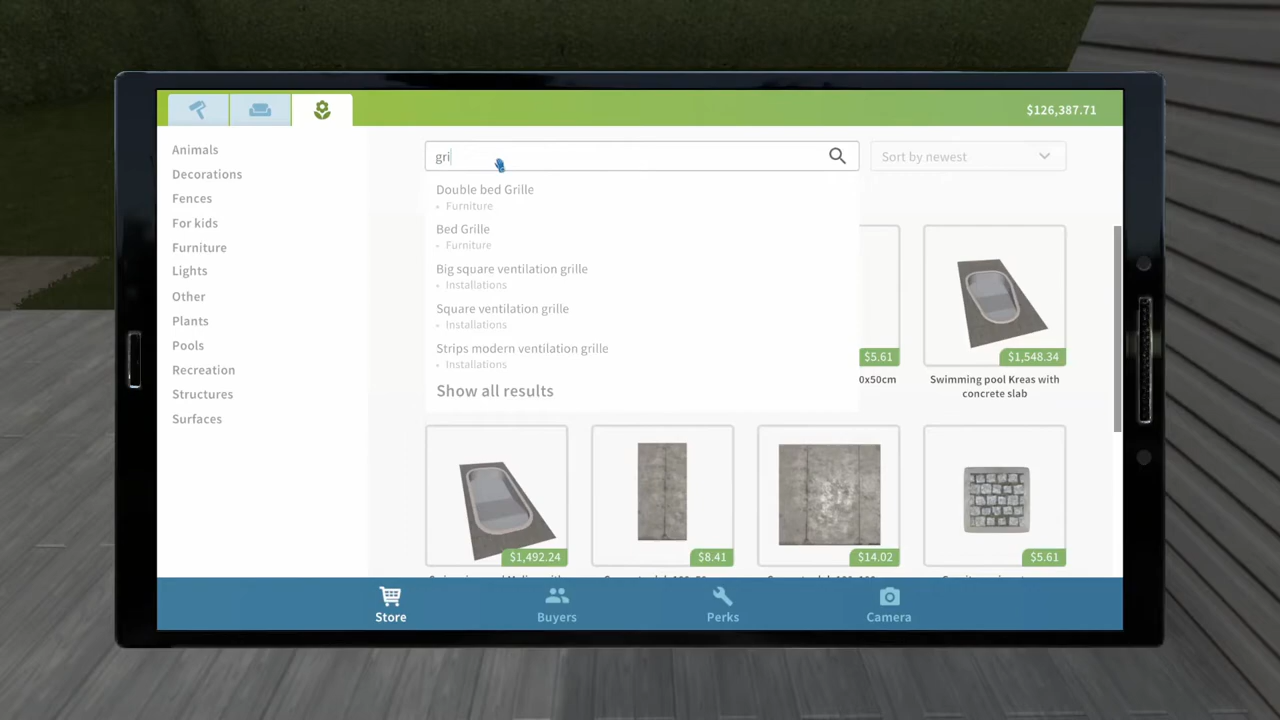 $126,387.71
Animals
Decorations
Fences
For kids
Furniture
Lights
Other
Plants
Pools
Recreation
Structures
Surfaces
gri
Sort by newest
Double bed Grille
• Furniture
Bed Grille
• Furniture
Big square ventilation grille
• Installations
Square ventilation grille
• Installations
Strips modern ventilation grille
• Installations
Show all results
$5.61
0x50cm
$1,548.34
Swimming pool Kreas with
concrete slab
$1,492.24
$8.41
$14.02
$5.61
Store
Buyers
Perks
Camera